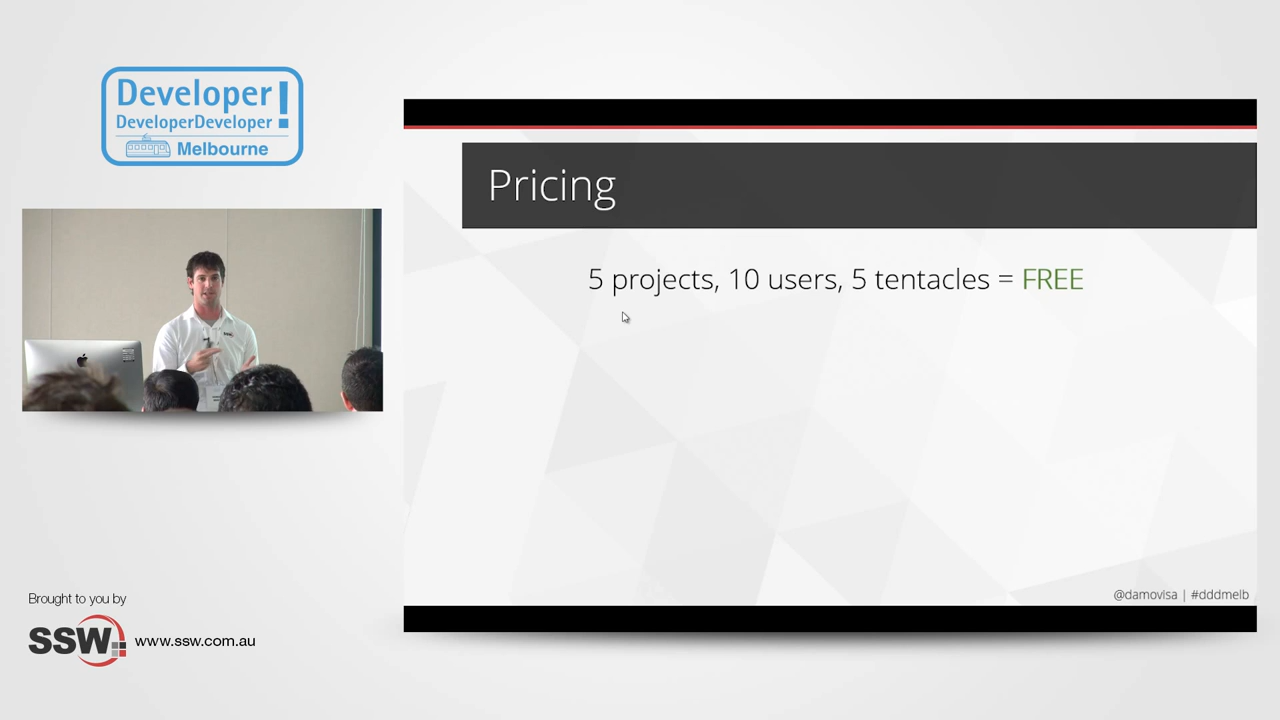 Developer!
DeveloperDeveloper
Melbourne
Pricing
5 projects, 10 users, 5 tentacles = FREE
@damovisa | #dddmelb
Brought to you by
SSW
www.ssw.com.au